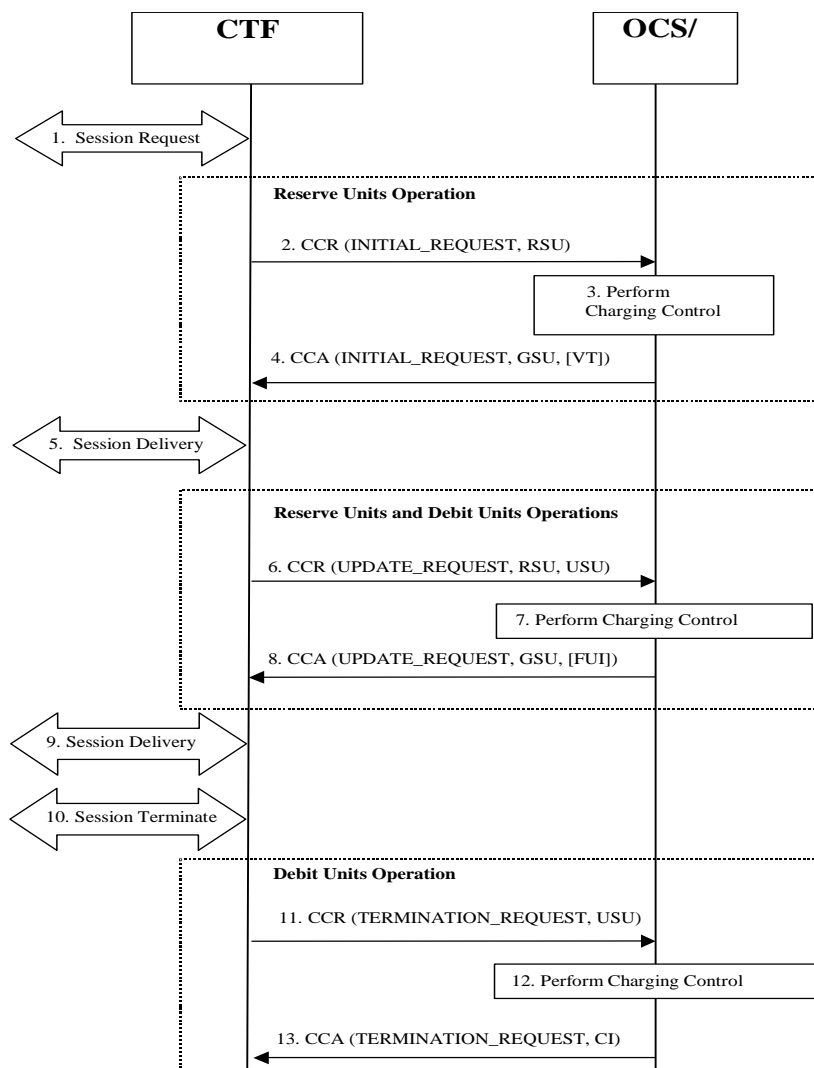 CTF
OCS/
1. Session Request
Reserve Units Operation
2. CCR (INITIAL_REQUEST, RSU)
3. Perform
Charging Control
4. CCA (INITIAL_REQUEST, GSU, [VT])
5. Session Delivery
Reserve Units and Debit Units Operations
6. CCR (UPDATE_REQUEST, RSU, USU)
7. Perform Charging Control
8. CCA (UPDATE_REQUEST, GSU, [FUI])
9. Session Delivery
10. Session Terminate
Debit Units Operation
11. CCR (TERMINATION_REQUEST, USU)
12. Perform Charging Control
13. CCA (TERMINATION_REQUEST, CI)